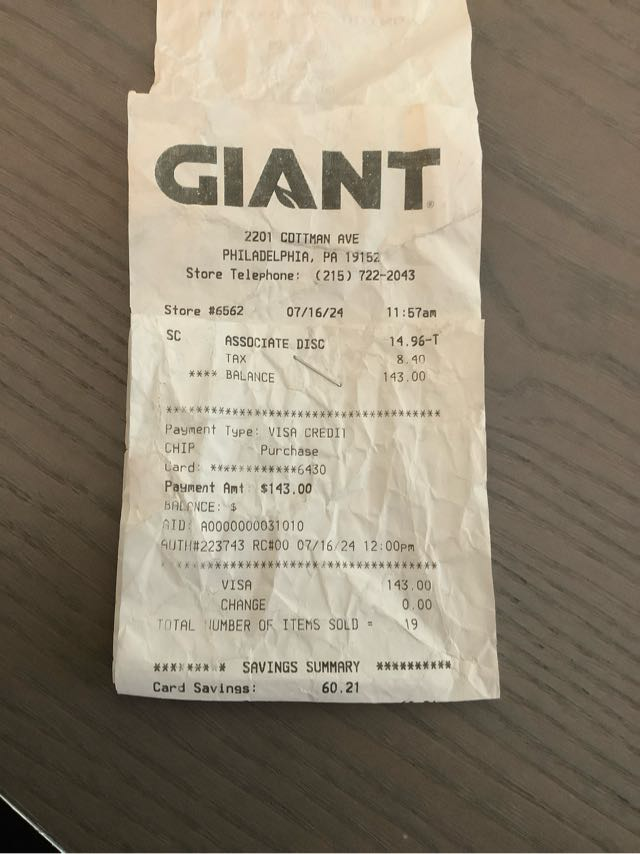 GIANT®
2201 COTTMAN AVE
PHILADELPHIA, PA 19152
Store Telephone: (215) 722-2043
Store #6562 07/16/24 11:57am
SC ASSOCIATE DISC 14.96-T
TAX 8.40
**** BALANCE 143.00
****************************************
Payment Type: VISA CREDIT
CHIP Purchase
Card: ************6430
Payment Amt $143.00
BALANCE: $
AID: A0000000031010
AUTH#223743 RC#00 07/16/24 12:00pm
****************************************
VISA 143.00
CHANGE 0.00
TOTAL NUMBER OF ITEMS SOLD = 19
********** SAVINGS SUMMARY **********
Card Savings: 60.21